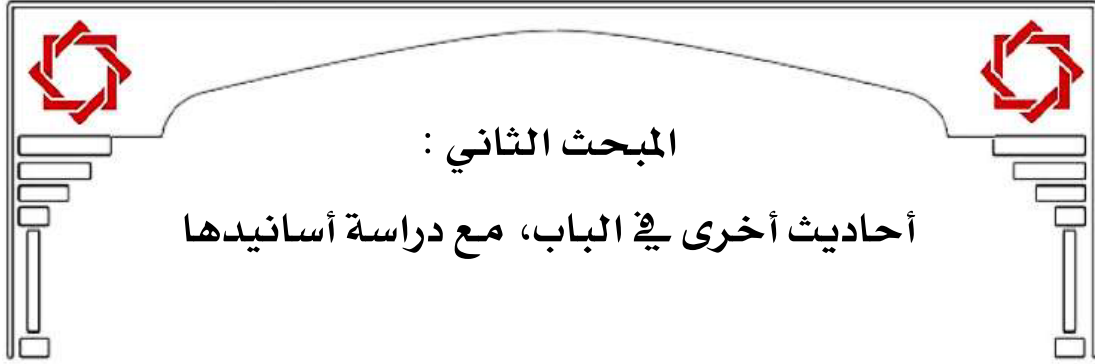 المبحث الثاني :
أحاديث أخرى في الباب، مع دراسة أسانيدها